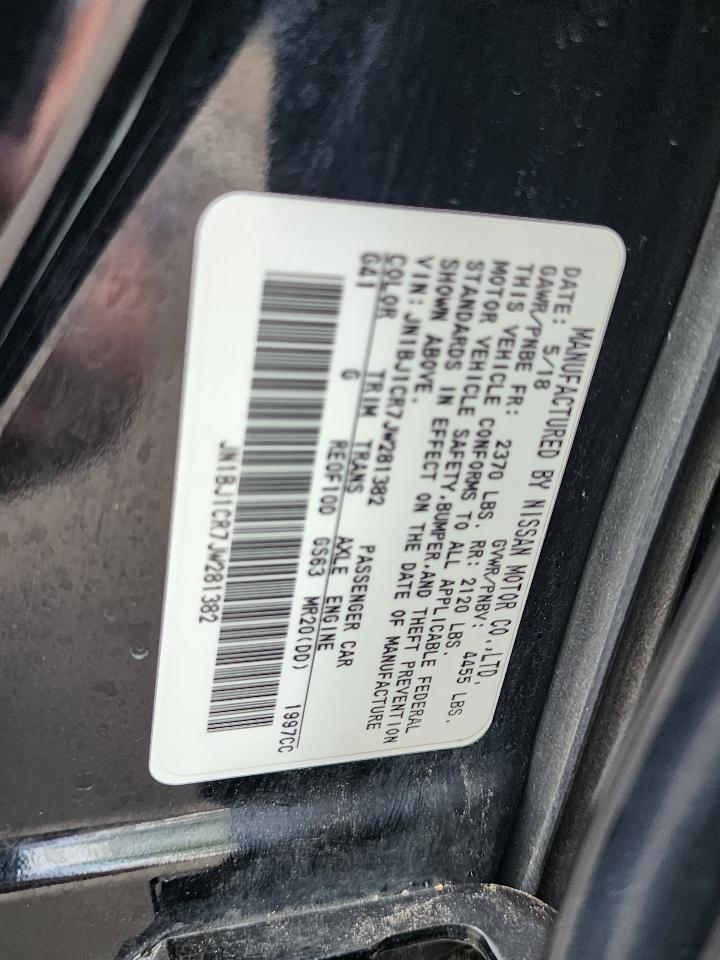 MANUFACTURED BY NISSAN MOTOR CO.,LTD.
DATE: 5/18 GVWR/PNBV: 4455 LBS.
GAWR/PNBE FR: 2370 LBS. RR: 2120 LBS.
THIS VEHICLE CONFORMS TO ALL APPLICABLE FEDERAL
MOTOR VEHICLE SAFETY,BUMPER,AND THEFT PREVENTION
STANDARDS IN EFFECT ON THE DATE OF MANUFACTURE
SHOWN ABOVE.
VIN: JN1BJ1CR7JW281382 PASSENGER CAR
COLOR TRIM TRANS AXLE ENGINE
G41 G RE0F10D GS63 MR20(DD) 1997CC
JN1BJ1CR7JW281382